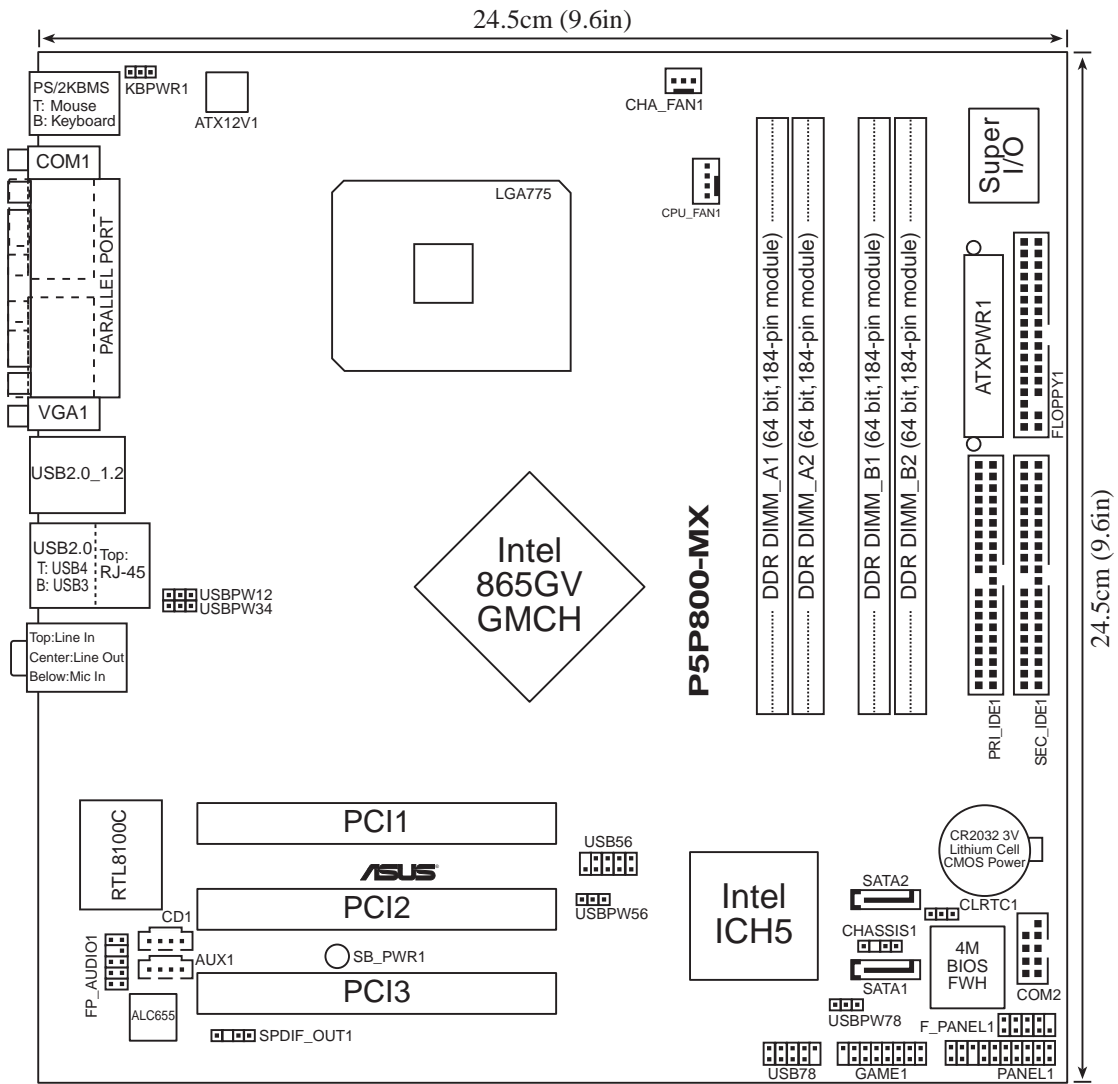 24.5cm (9.6in)
PS/2KBMS
T: Mouse
B: Keyboard
KBPWR1
ATX12V1
CHA_FAN1
Super
I/O
COM1
PARALLEL PORT
VGA1
LGA775
CPU_FAN1
DDR DIMM_A1 (64 bit,184-pin module)
DDR DIMM_A2 (64 bit,184-pin module)
DDR DIMM_B1 (64 bit,184-pin module)
DDR DIMM_B2 (64 bit,184-pin module)
ATXPWR1
FLOPPY1
USB2.0_1.2
USB2.0
T: USB4
B: USB3
Top:
RJ-45
USBPW12
USBPW34
Top:Line In
Center:Line Out
Below:Mic In
Intel
865GV
GMCH
P5P800-MX
PRI_IDE1
SEC_IDE1
24.5cm (9.6in)
RTL8100C
PCI1
ASUS
PCI2
PCI3
USB56
USBPW56
CD1
AUX1
FP_AUDIO1
ALC655
SB_PWR1
SPDIF_OUT1
Intel
ICH5
CR2032 3V
Lithium Cell
CMOS Power
SATA2
CLRTC1
CHASSIS1
SATA1
4M
BIOS
FWH
COM2
USBPW78
F_PANEL1
USB78
GAME1
PANEL1